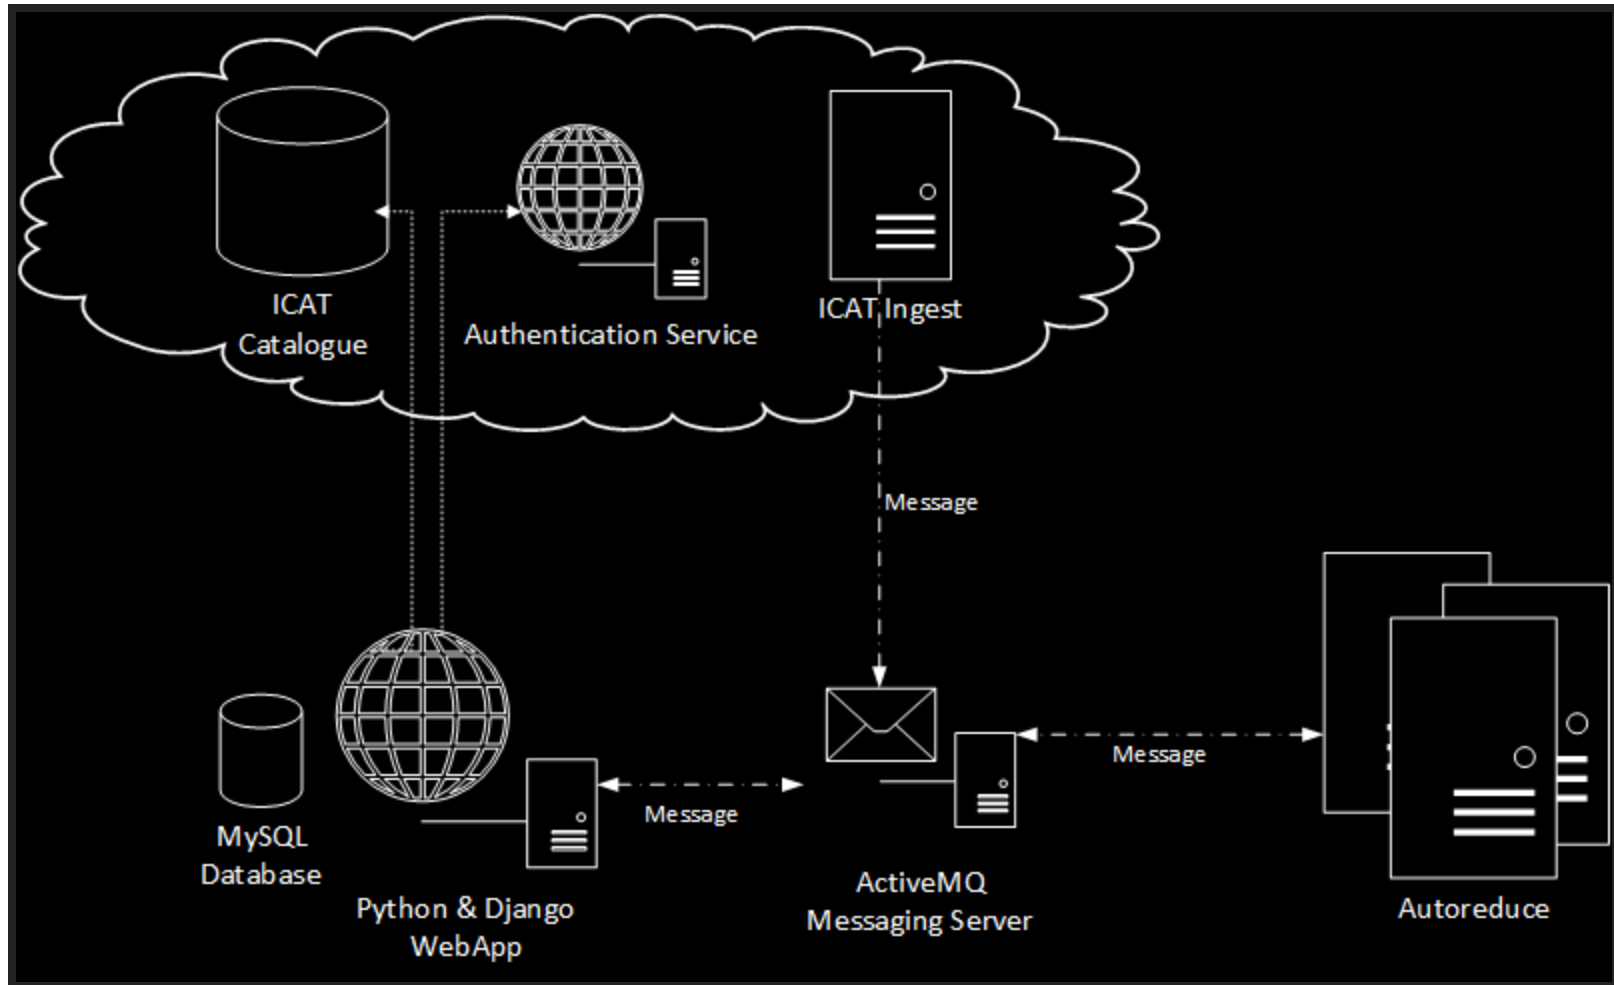 ICAT
Catalogue
Authentication Service
ICAT Ingest
Message
Message
Message
MySQL
Database
Python & Django
WebApp
ActiveMQ
Messaging Server
Autoreduce